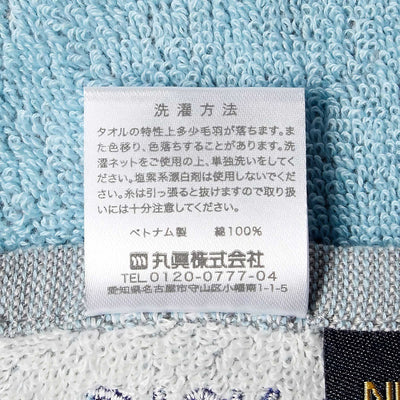 洗濯方法
タオルの特性上多少毛羽が落ちます。ま
た色移り、色落ちすることがあります。洗
濯ネットをご使用の上、単独洗いをしてく
ださい。塩素系漂白剤は使用しないでく
ださい。糸は引っ張ると抜けますので取り扱
いには十分注意してください。
ベトナム製 綿100%
丸眞株式会社
TEL0120-0777-04
愛知県名古屋市守山区小幡南1-1-5